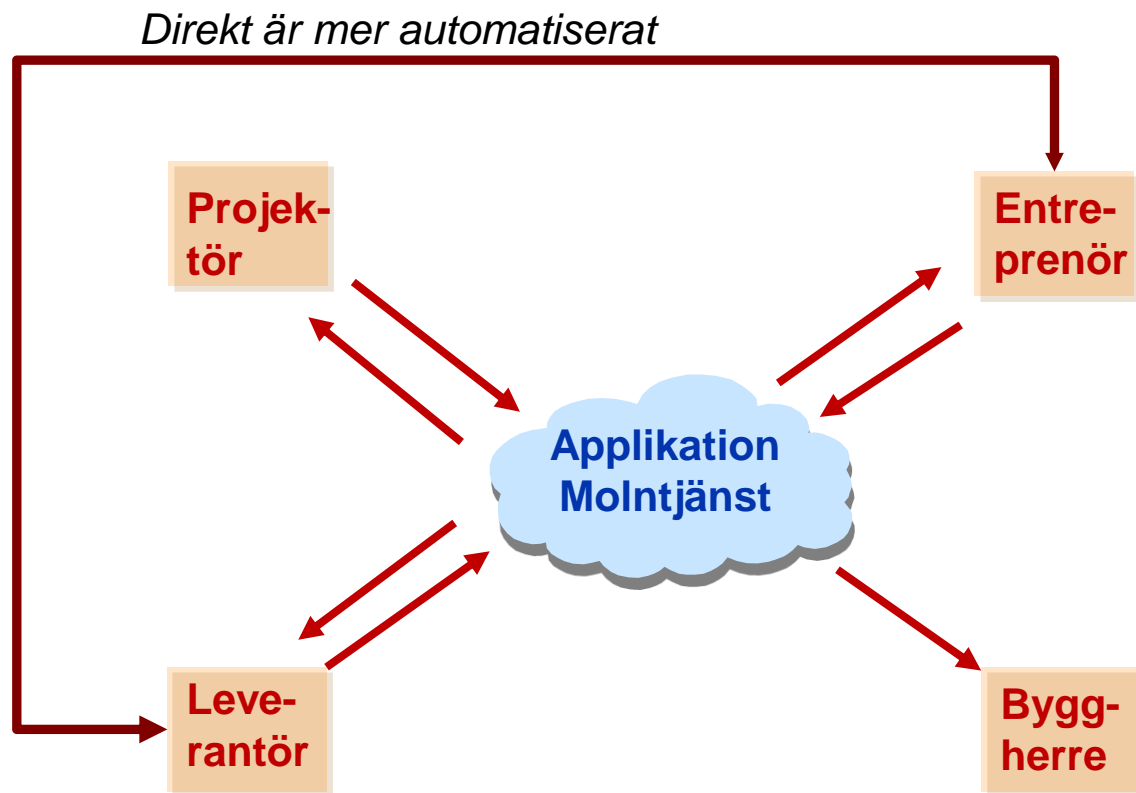 Direkt är mer automatiserat
Projek-
tör
Entre-
prenör
Applikation
Molntjänst
Leve-
rantör
Bygg-
herre